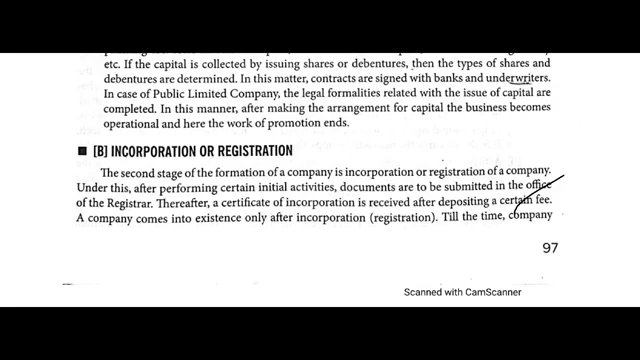 etc. If the capital is collected by issuing shares or debentures, then the types of shares and
debentures are determined. In this matter, contracts are signed with banks and underwriters.
In case of Public Limited Company, the legal formalities related with the issue of capital are
completed. In this manner, after making the arrangement for capital the business becomes
operational and here the work of promotion ends.
■ [B] INCORPORATION OR REGISTRATION
The second stage of the formation of a company is incorporation or registration of a company.
Under this, after performing certain initial activities, documents are to be submitted in the office
of the Registrar. Thereafter, a certificate of incorporation is received after depositing a certain fee.
A company comes into existence only after incorporation (registration). Till the time, company
97
Scanned with CamScanner